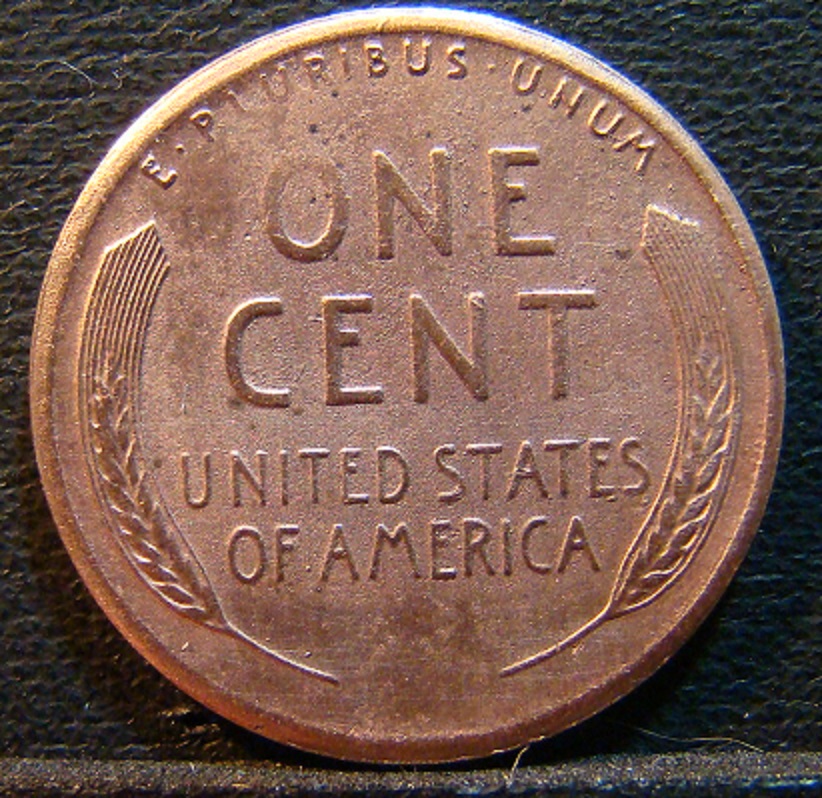 E·PLURIBUS·UNUM
ONE
CENT
UNITED STATES
OF AMERICA